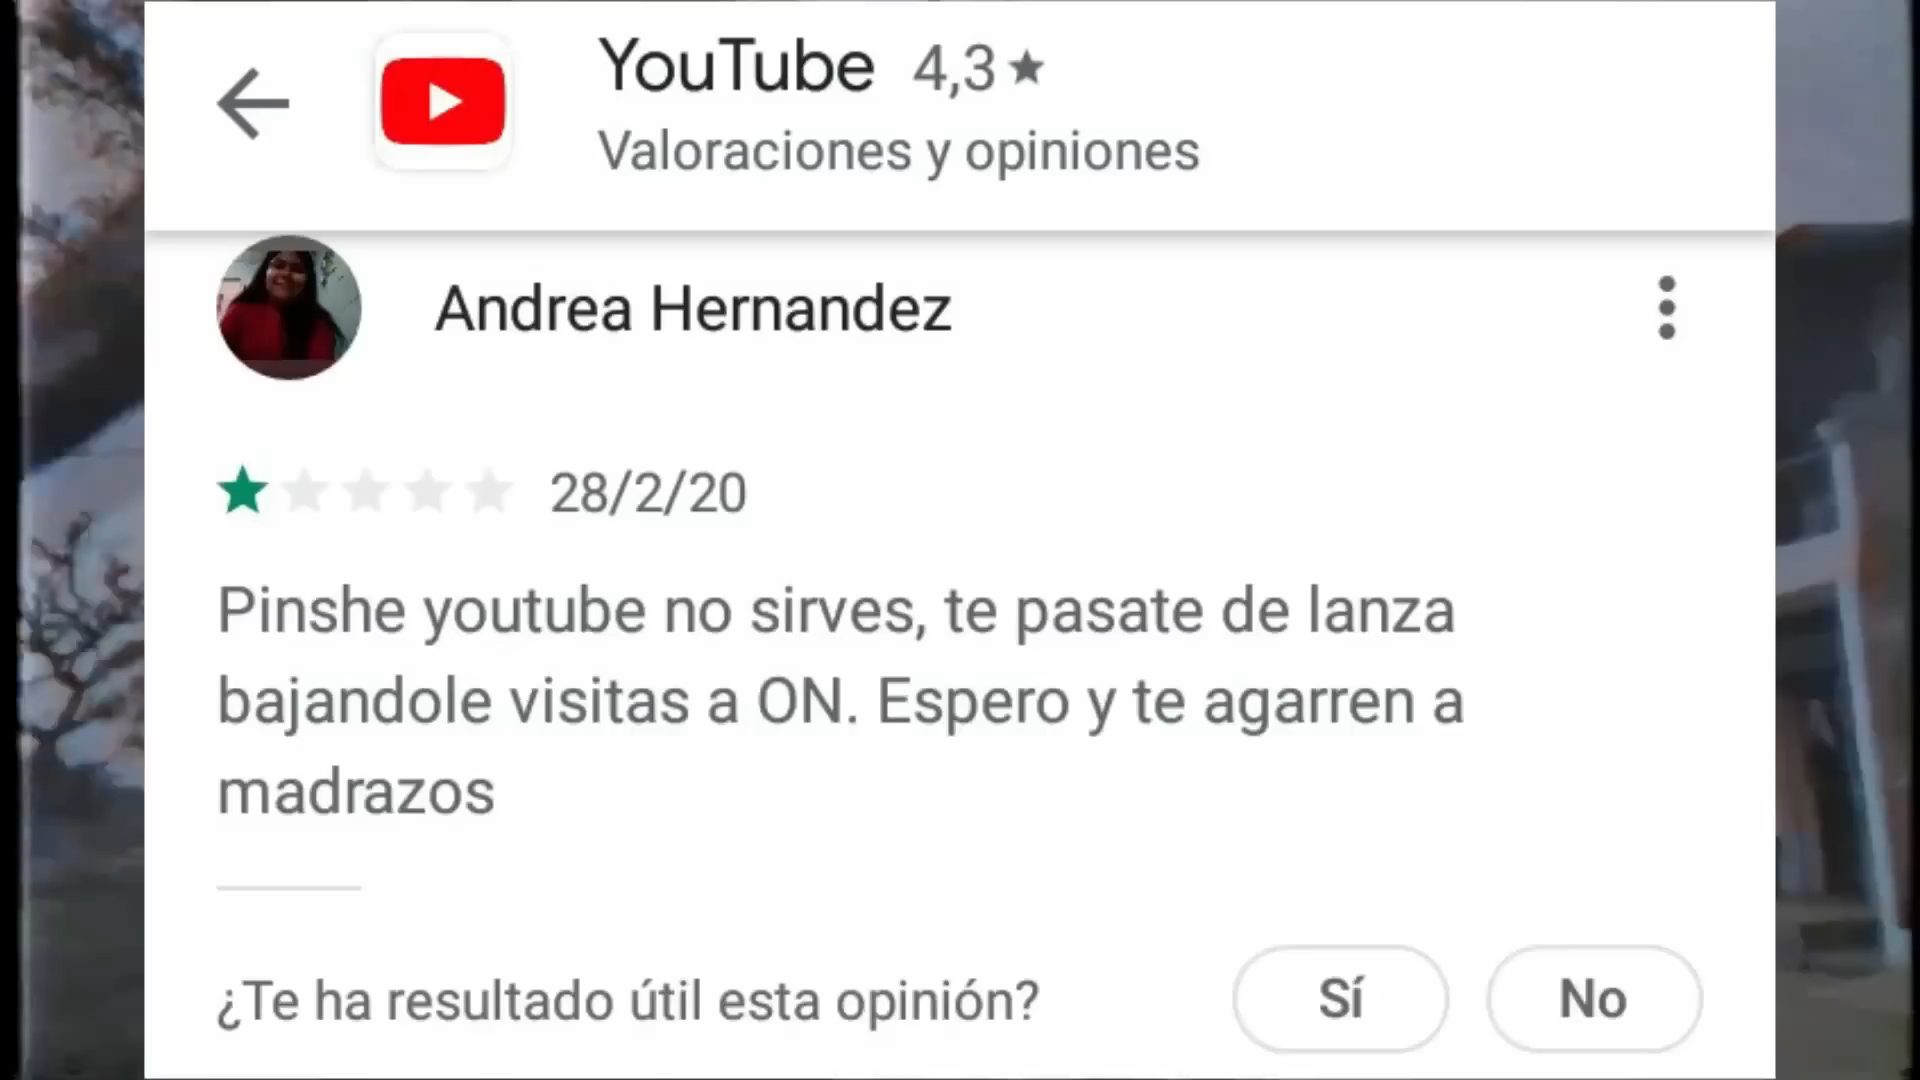 YouTube 4,3 ★
Valoraciones y opiniones
Andrea Hernandez
28/2/20
Pinshe youtube no sirves, te pasate de lanza
bajandole visitas a ON. Espero y te agarren a
madrazos
¿Te ha resultado útil esta opinión? Sí No